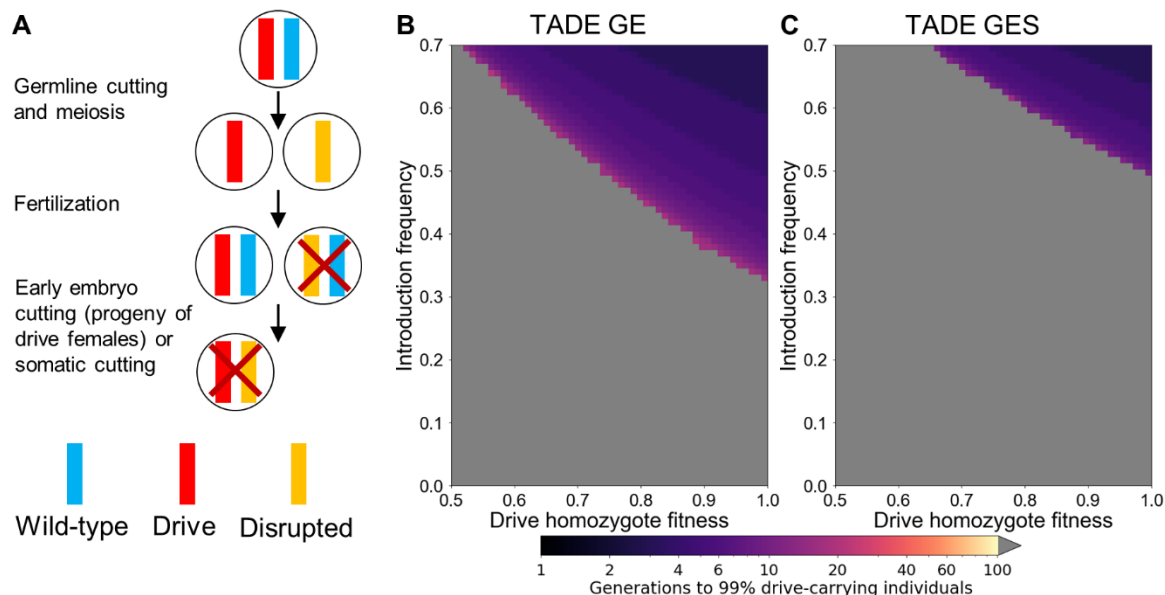 A
Germline cutting
and meiosis
Fertilization
Early embryo
cutting (progeny of
drive females) or
somatic cutting
Wild-type Drive Disrupted
B TADE GE
Introduction frequency
0.7
0.6
0.5
0.4
0.3
0.2
0.1
0.0
0.5 0.6 0.7 0.8 0.9 1.0
Drive homozygote fitness
C TADE GES
Introduction frequency
0.7
0.6
0.5
0.4
0.3
0.2
0.1
0.0
0.5 0.6 0.7 0.8 0.9 1.0
Drive homozygote fitness
1 2 4 6 10 20 40 60 100
Generations to 99% drive-carrying individuals